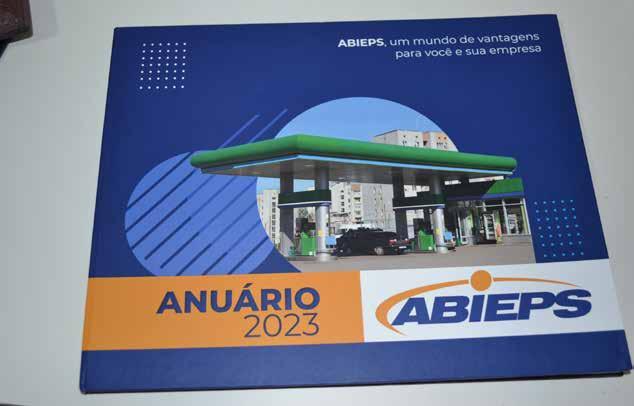 ABIEPS, um mundo de vantagens
para você e sua empresa
ANUÁRIO
2023
ABIEPS